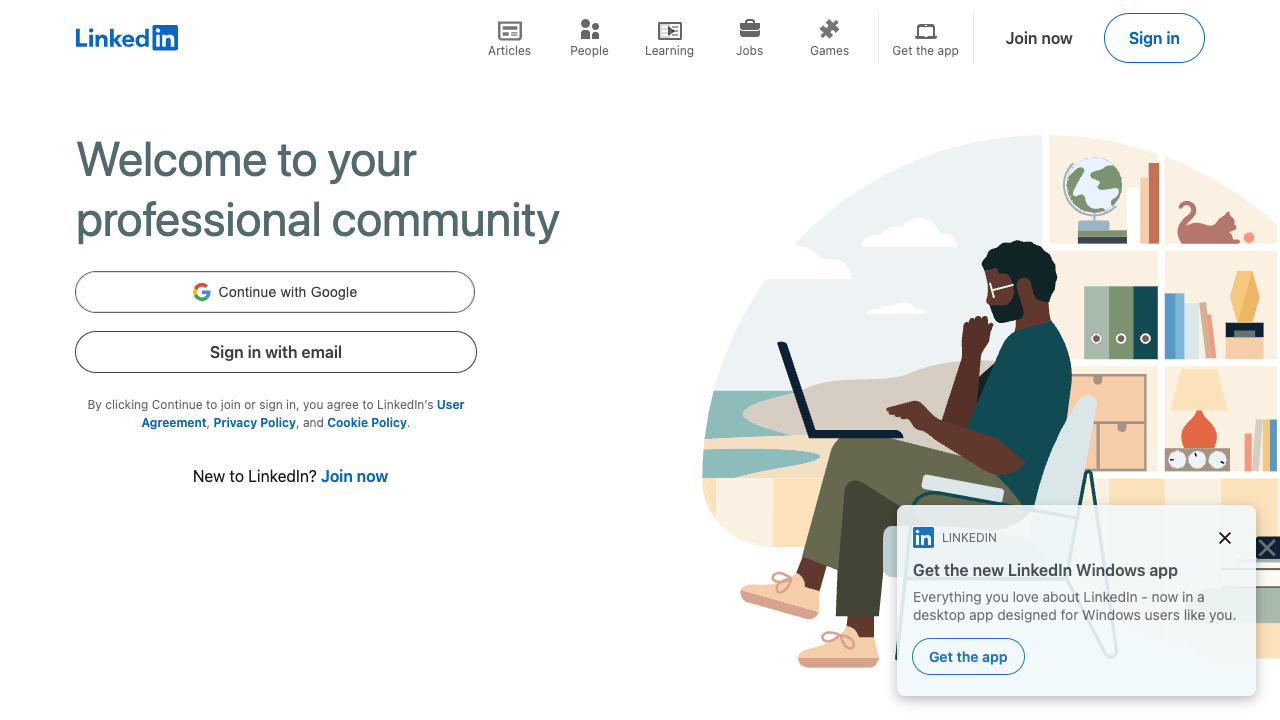 Linked in
Articles
People
Learning
Jobs
Games
Get the app
Join now
Sign in
Welcome to your
professional community
Continue with Google
Sign in with email
By clicking Continue to join or sign in, you agree to LinkedIn’s User
Agreement, Privacy Policy, and Cookie Policy.
New to LinkedIn? Join now
in LINKEDIN
Get the new LinkedIn Windows app
Everything you love about LinkedIn - now in a
desktop app designed for Windows users like you.
Get the app